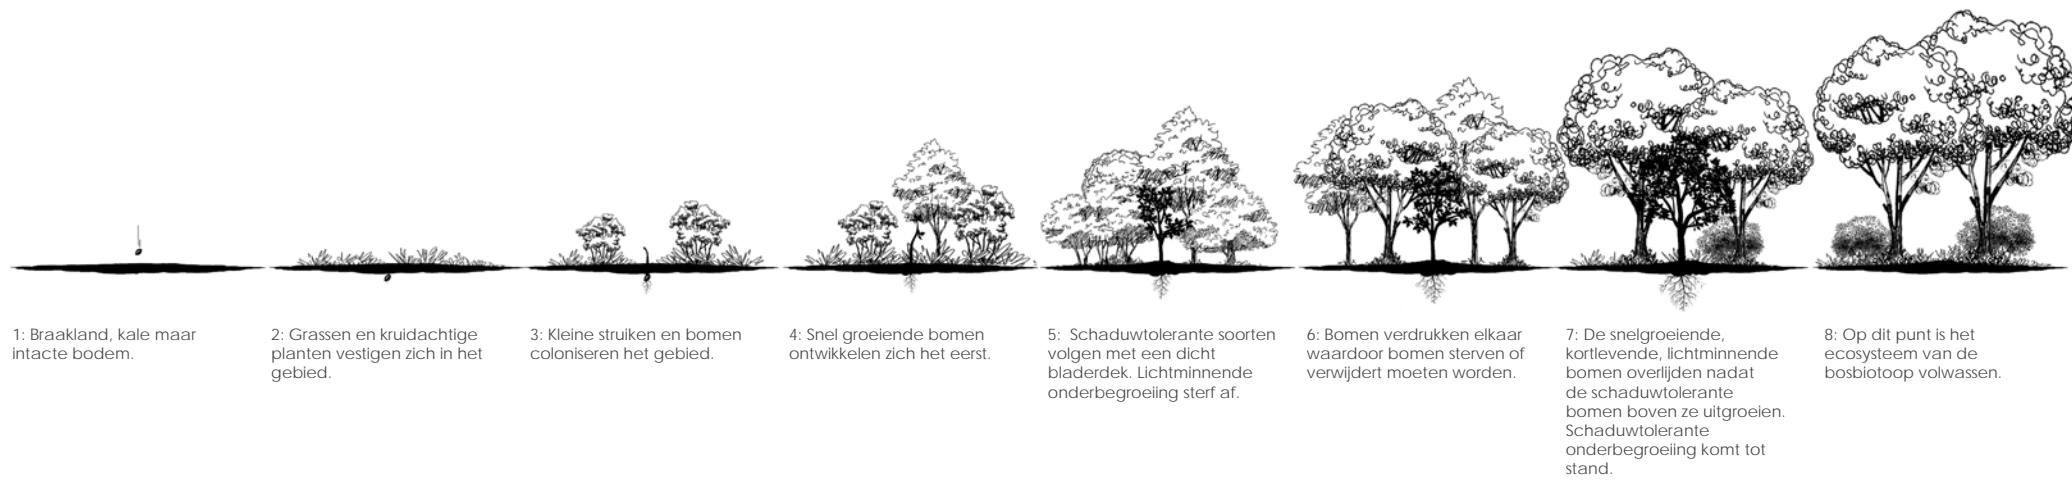 1: Braakland, kale maar
intacte bodem.
2: Grassen en kruidachtige
planten vestigen zich in het
gebied.
3: Kleine struiken en bomen
coloniseren het gebied.
4: Snel groeiende bomen
ontwikkelen zich het eerst.
5:  Schaduwtolerante soorten
volgen met een dicht
bladerdek. Lichtminnende
onderbegroeiing sterf af.
6: Bomen verdrukken elkaar
waardoor bomen sterven of
verwijdert moeten worden.
7: De snelgroeiende,
kortlevende, lichtminnende
bomen overlijden nadat
de schaduwtolerante
bomen boven ze uitgroeien.
Schaduwtolerante
onderbegroeiing komt tot
stand.
8: Op dit punt is het
ecosysteem van de
bosbiotoop volwassen.